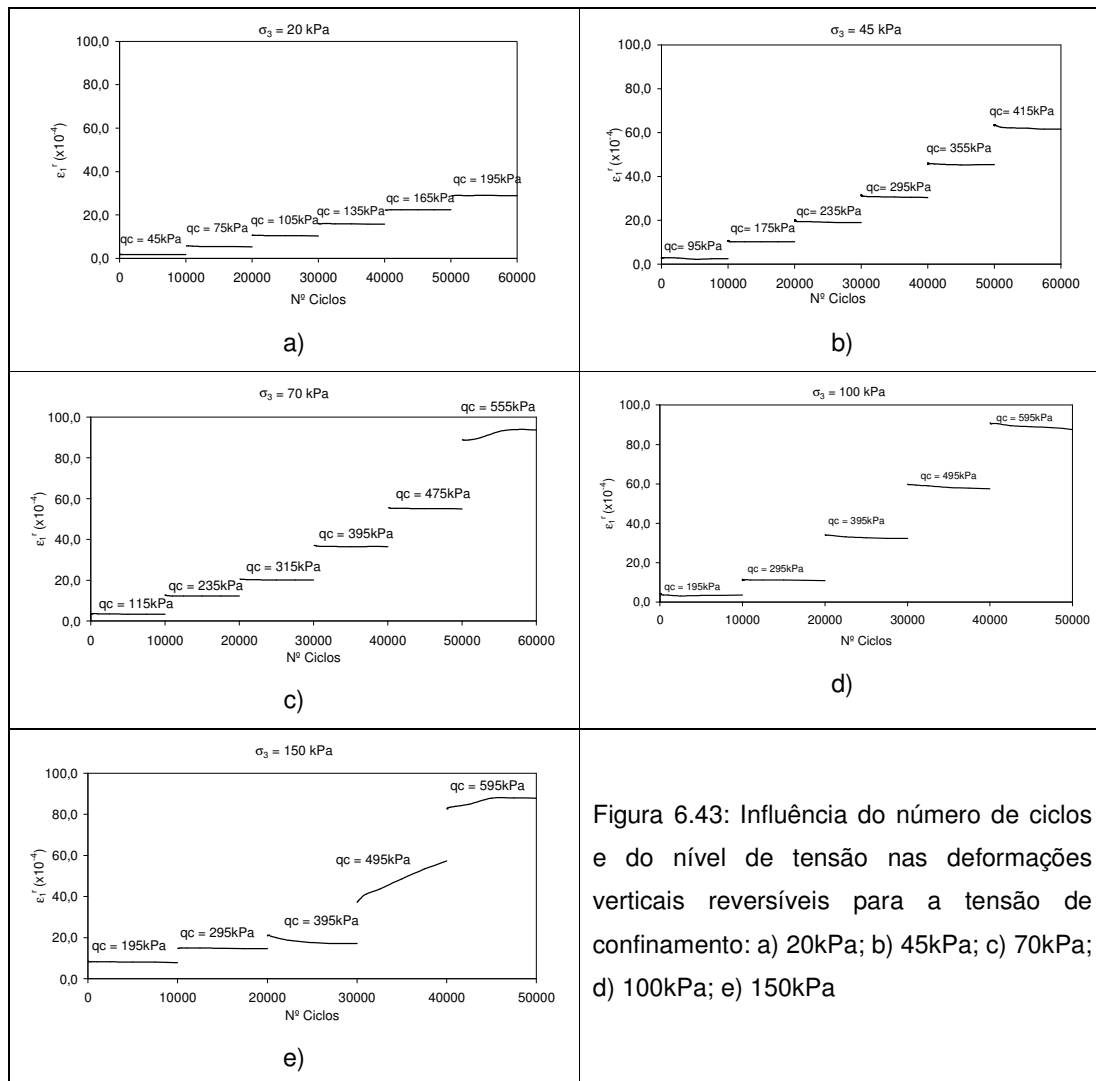 σ3 = 20 kPa
100,0
80,0
60,0
40,0
20,0
0,0
ε1r (x10-4)
qc = 45kPa
qc = 75kPa
qc = 105kPa
qc = 135kPa
qc = 165kPa
qc = 195kPa
0 10000 20000 30000 40000 50000 60000
Nº Ciclos
a)
σ3 = 45 kPa
100,0
80,0
60,0
40,0
20,0
0,0
ε1r (x10-4)
qc= 95kPa
qc = 175kPa
qc = 235kPa
qc = 295kPa
qc= 355kPa
qc= 415kPa
0 10000 20000 30000 40000 50000 60000
Nº Ciclos
b)
σ3 = 70 kPa
100,0
80,0
60,0
40,0
20,0
0,0
ε1r (x10-4)
qc = 115kPa
qc = 235kPa
qc = 315kPa
qc = 395kPa
qc = 475kPa
qc = 555kPa
0 10000 20000 30000 40000 50000 60000
Nº Ciclos
c)
σ3 = 100 kPa
100,0
80,0
60,0
40,0
20,0
0,0
ε1r (x10-4)
qc = 195kPa
qc = 295kPa
qc = 395kPa
qc = 495kPa
qc = 595kPa
0 10000 20000 30000 40000 50000
Nº Ciclos
d)
σ3 = 150 kPa
100,0
80,0
60,0
40,0
20,0
0,0
ε1r (x10-4)
qc = 195kPa
qc = 295kPa
qc = 395kPa
qc = 495kPa
qc = 595kPa
0 10000 20000 30000 40000 50000
Nº Ciclos
e)
Figura 6.43: Influência do número de ciclos
e do nível de tensão nas deformações
verticais reversíveis para a tensão de
confinamento: a) 20kPa; b) 45kPa; c) 70kPa;
d) 100kPa; e) 150kPa